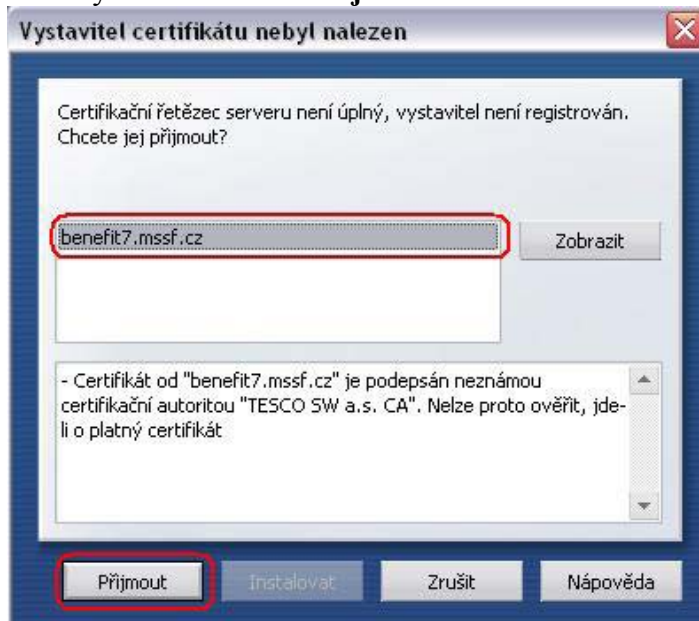 Vystavitel certifikátu nebyl nalezen
Certifikační řetězec serveru není úplný, vystavitel není registrován.
Chcete jej přijmout?
benefit7.mssf.cz
Zobrazit
- Certifikát od "benefit7.mssf.cz" je podepsán neznámou
certifikační autoritou "TESCO SW a.s. CA". Nelze proto ověřit, jde-
li o platný certifikát
Přijmout
Instalovat
Zrušit
Nápověda